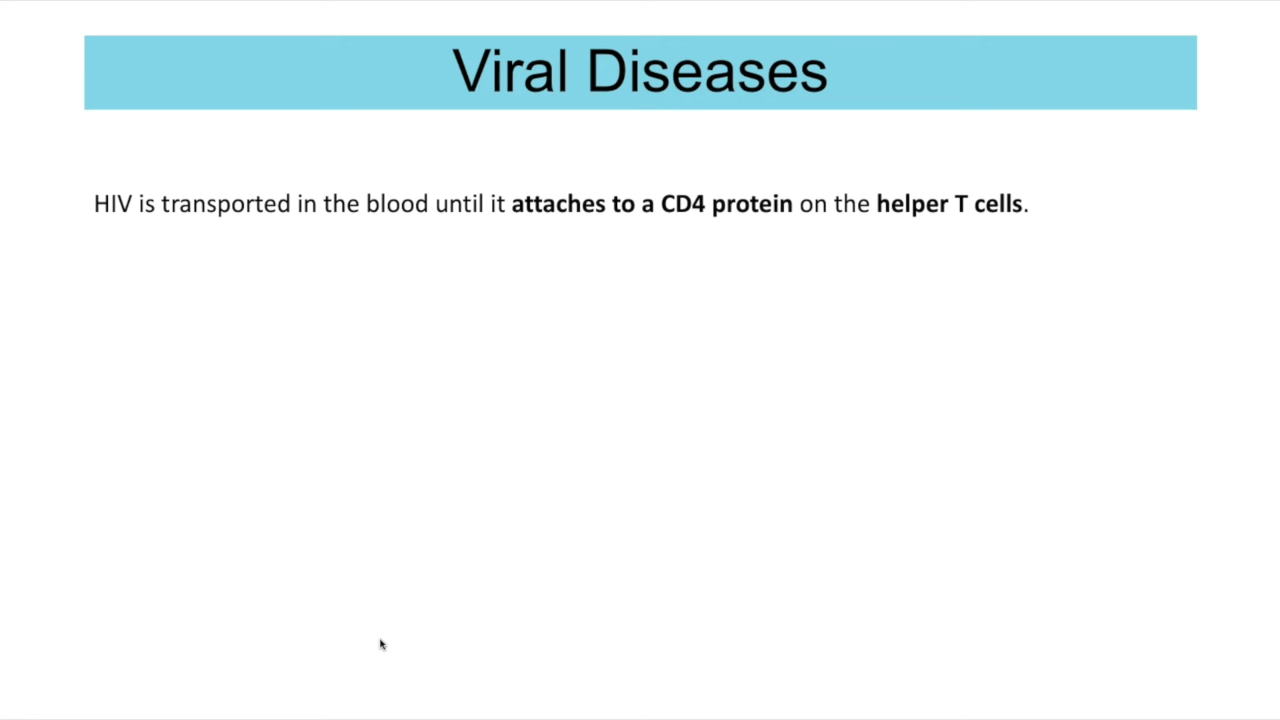 Viral Diseases
HIV is transported in the blood until it attaches to a CD4 protein on the helper T cells.